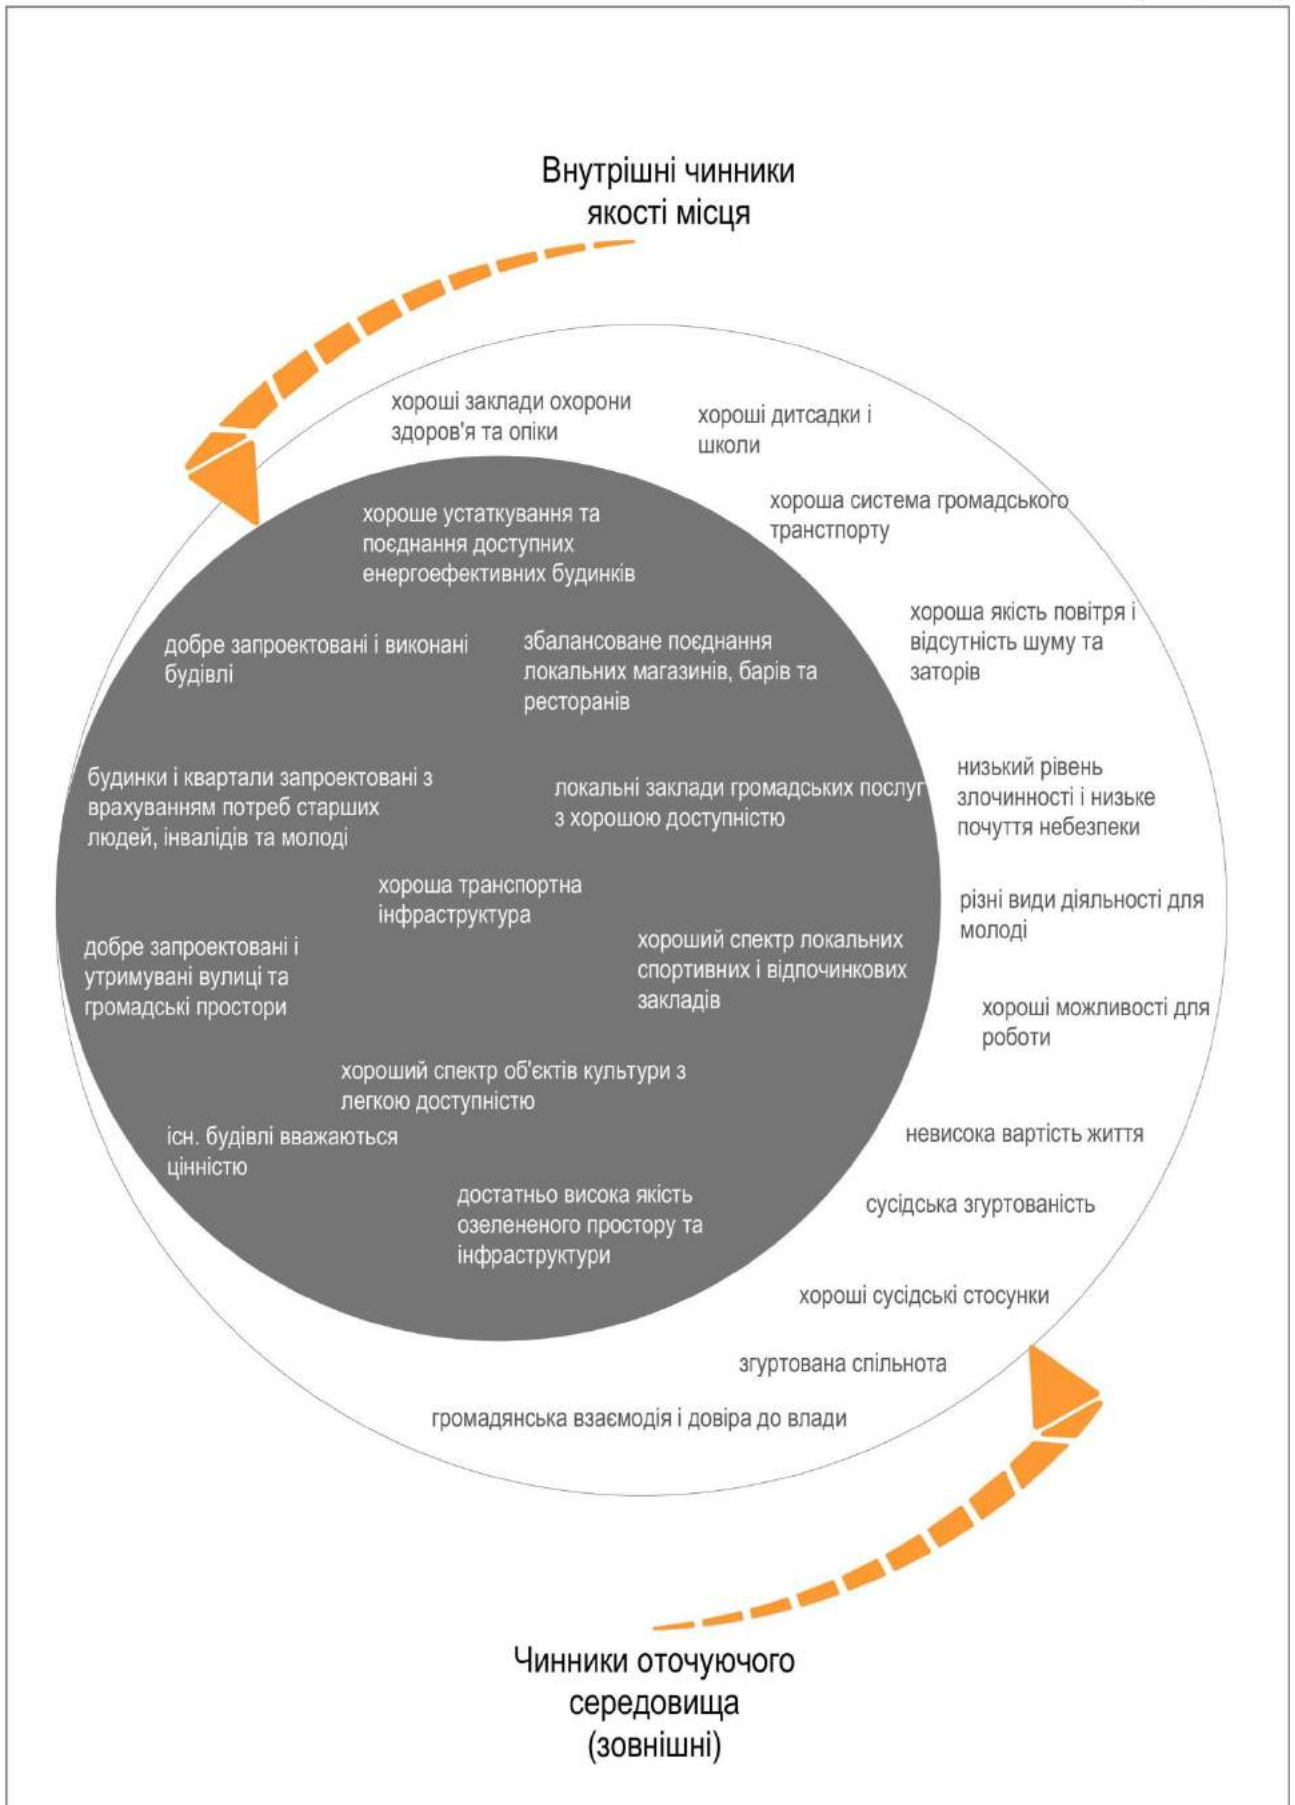 Внутрішні чинники
якості місця
хороші заклади охорони
здоров'я та опіки
хороші дитсадки і
школи
хороше устаткування та
поєднання доступних
енергоефективних будинків
хороша система громадського
транстпорту
добре запроектовані і виконані
будівлі
збалансоване поєднання
локальних магазинів, барів та
ресторанів
хороша якість повітря і
відсутність шуму та
заторів
будинки і квартали запроектовані з
врахуванням потреб старших
людей, інвалідів та молоді
локальні заклади громадських послуг
з хорошою доступністю
низький рівень
злочинності і низьке
почуття небезпеки
хороша транспортна
інфраструктура
різні види діяльності для
молоді
добре запроектовані і
утримувані вулиці та
громадські простори
хороший спектр локальних
спортивних і відпочинкових
закладів
хороші можливості для
роботи
хороший спектр об'єктів культури з
легкою доступністю
існ. будівлі вважаються
цінністю
невисока вартість життя
достатньо висока якість
озелененого простору та
інфраструктури
сусідська згуртованість
хороші сусідські стосунки
згуртована спільнота
громадянська взаємодія і довіра до влади
Чинники оточуючого
середовища
(зовнішні)